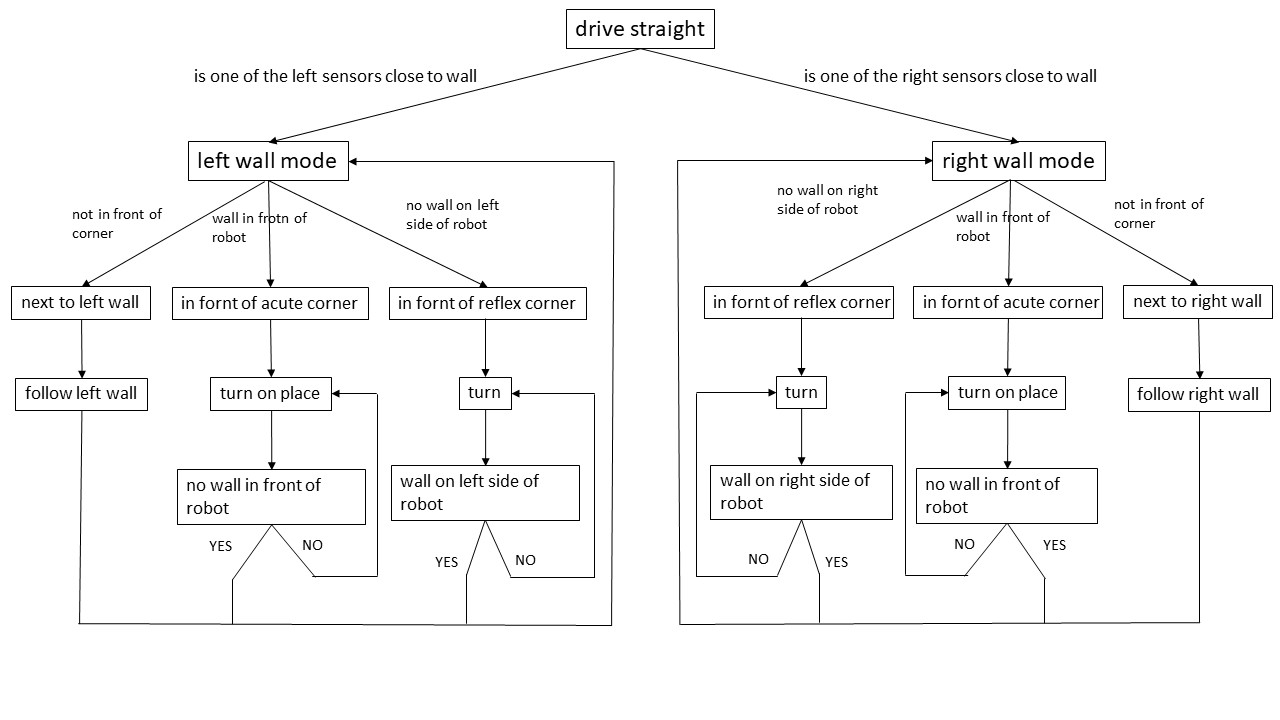 drive straight
is one of the left sensors close to wall
is one of the right sensors close to wall
left wall mode
right wall mode
not in front of
corner
wall in frotn of
robot
no wall on left
side of robot
no wall on right
side of robot
wall in front of
robot
not in front of
corner
next to left wall
in fornt of acute corner
in fornt of reflex corner
in fornt of reflex corner
in fornt of acute corner
next to right wall
follow left wall
turn on place
turn
turn
turn on place
follow right wall
no wall in front of
robot
wall on left side of
robot
wall on right side of
robot
no wall in front of
robot
YES
NO
YES
NO
NO
YES
NO
YES